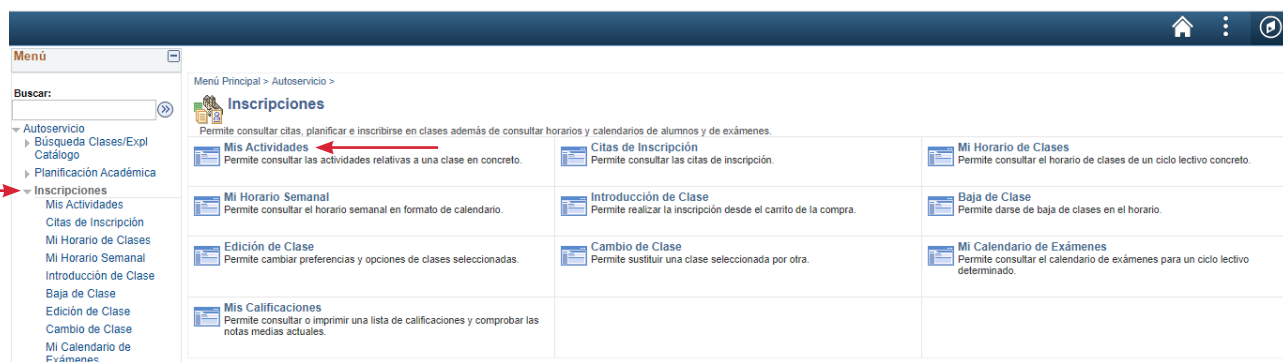 Menú
Buscar:
Autoservicio
Búsqueda Clases/Expl
Catálogo
Planificación Académica
Inscripciones
Mis Actividades
Citas de Inscripción
Mi Horario de Clases
Mi Horario Semanal
Introducción de Clase
Baja de Clase
Edición de Clase
Cambio de Clase
Mi Calendario de
Exámenes
Menú Principal > Autoservicio >
Inscripciones
Permite consultar citas, planificar e inscribirse en clases además de consultar horarios y calendarios de alumnos y de exámenes.
Mis Actividades
Permite consultar las actividades relativas a una clase en concreto.
Citas de Inscripción
Permite consultar las citas de inscripción.
Mi Horario de Clases
Permite consultar el horario de clases de un ciclo lectivo concreto.
Mi Horario Semanal
Permite consultar el horario semanal en formato de calendario.
Introducción de Clase
Permite realizar la inscripción desde el carrito de la compra.
Baja de Clase
Permite darse de baja de clases en el horario.
Edición de Clase
Permite cambiar preferencias y opciones de clases seleccionadas.
Cambio de Clase
Permite sustituir una clase seleccionada por otra.
Mi Calendario de Exámenes
Permite consultar el calendario de exámenes para un ciclo lectivo
determinado.
Mis Calificaciones
Permite consultar o imprimir una lista de calificaciones y comprobar las
notas medias actuales.